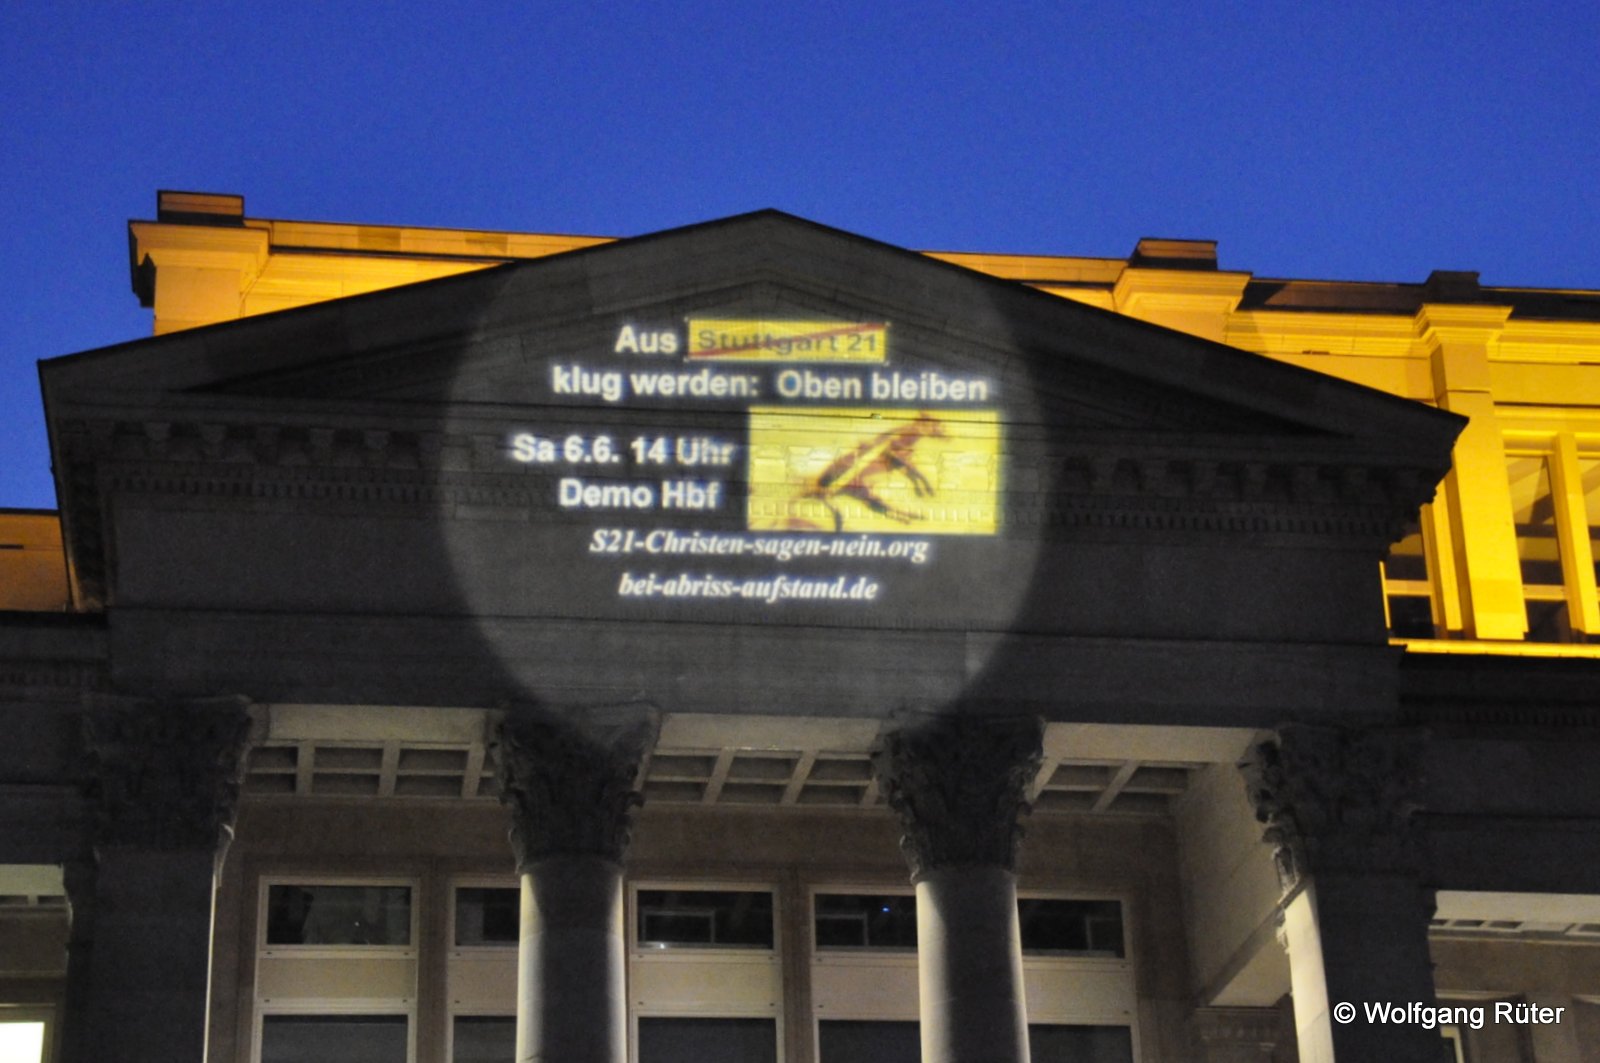 Aus Stuttgart 21
klug werden: Oben bleiben
Sa 6.6. 14 Uhr
Demo Hbf
S21-Christen-sagen-nein.org
bei-abriss-aufstand.de
© Wolfgang Rüter